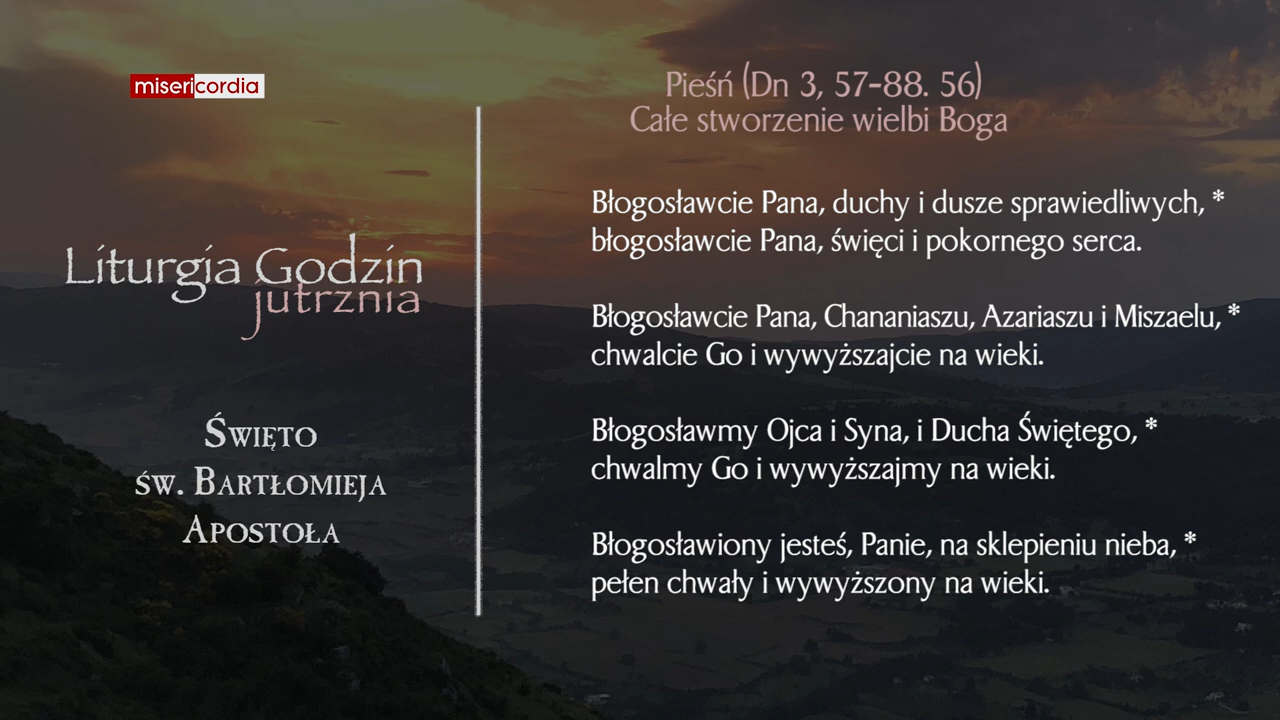 misericordia
Liturgia Godzin
jutrznia
Święto
św. Bartłomieja
Apostoła
Pieśń (Dn 3, 57-88. 56)
Całe stworzenie wielbi Boga
Błogosławcie Pana, duchy i dusze sprawiedliwych, *
błogosławcie Pana, święci i pokornego serca.
Błogosławcie Pana, Chananiaszu, Azariaszu i Miszaelu, *
chwalcie Go i wywyższajcie na wieki.
Błogosławmy Ojca i Syna, i Ducha Świętego, *
chwalmy Go i wywyższajmy na wieki.
Błogosławiony jesteś, Panie, na sklepieniu nieba, *
pełen chwały i wywyższony na wieki.